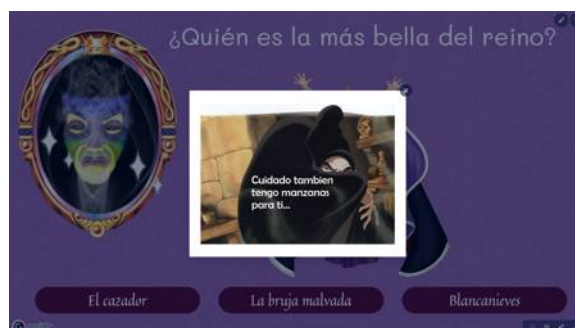 ¿Quién es la más bella del reino?
Cuidado tambien
tengo manzanas
para ti...
El cazador
La bruja malvada
Blancanieves